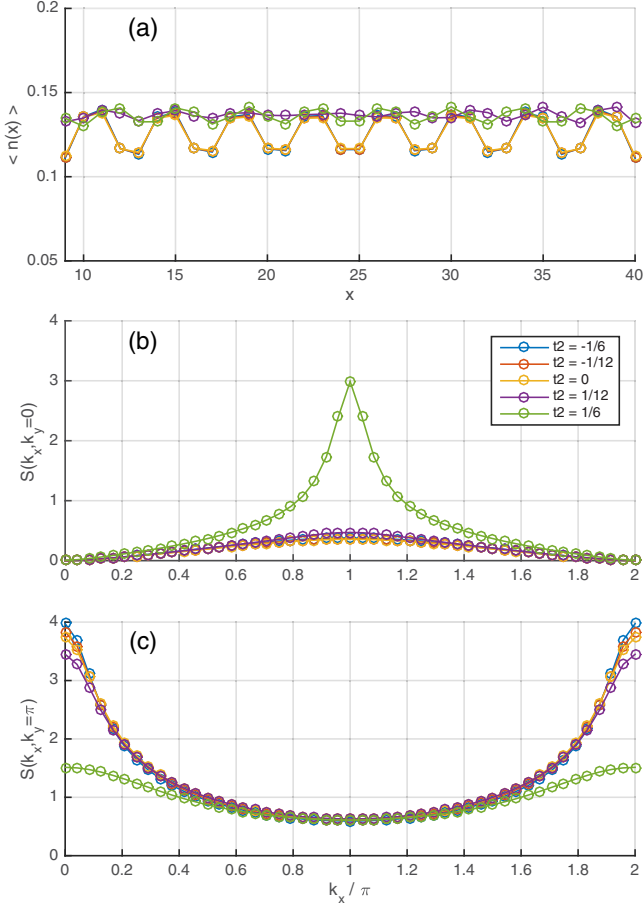 (a)
0.2
0.15
0.1
0.05
< n(x) >
10 15 20 25 30 35 40
x
(b)
4
3
2
1
0
S(kx,ky=0)
t2 = -1/6
t2 = -1/12
t2 = 0
t2 = 1/12
t2 = 1/6
0 0.2 0.4 0.6 0.8 1 1.2 1.4 1.6 1.8 2
(c)
4
3
2
1
0
S(kx,ky=π)
0 0.2 0.4 0.6 0.8 1 1.2 1.4 1.6 1.8 2
kx / π